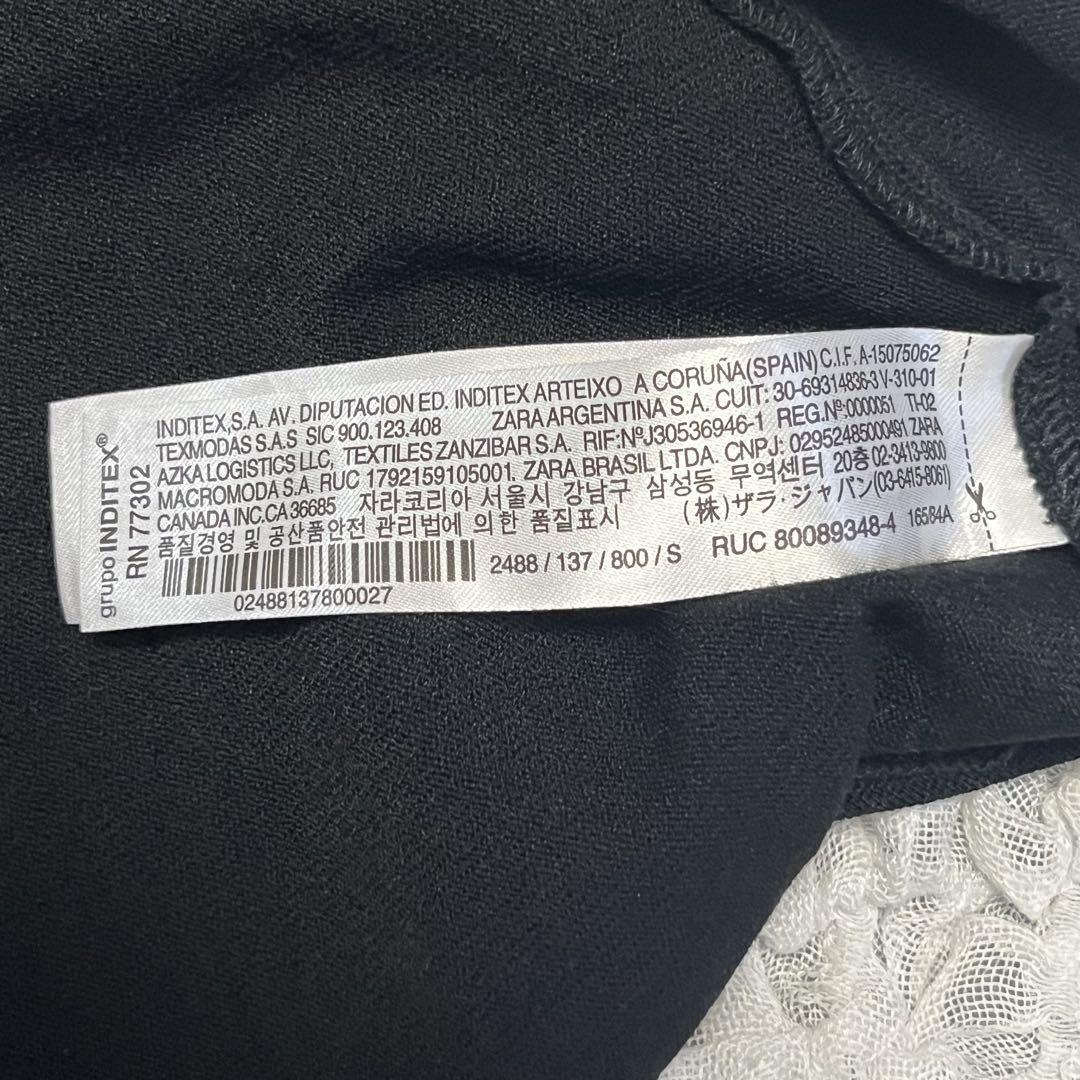 grupo INDITEX®
RN 77302
INDITEX,S.A. AV. DIPUTACION ED. INDITEX ARTEIXO A CORUÑA(SPAIN) C.I.F. A-15075062
TEXMODAS S.A.S SIC 900.123.408 ZARA ARGENTINA S.A. CUIT: 30-69314836-3 V-310-01
AZKA LOGISTICS LLC, TEXTILES ZANZIBAR S.A. RIF:NºJ30536946-1 REG.Nº:0000051 TI-02
MACROMODA S.A. RUC 1792159105001, ZARA BRASIL LTDA. CNPJ: 02952485000491 ZARA
CANADA INC.CA 36685 자라코리아 서울시 강남구 삼성동 무역센터 20층 02-3413-9800
품질경영 및 공산품안전 관리법에 의한 품질표시 (株)ザラ・ジャパン(03-6415-8061)
2488 / 137 / 800 / S RUC 80089348-4 165/84A
02488137800027